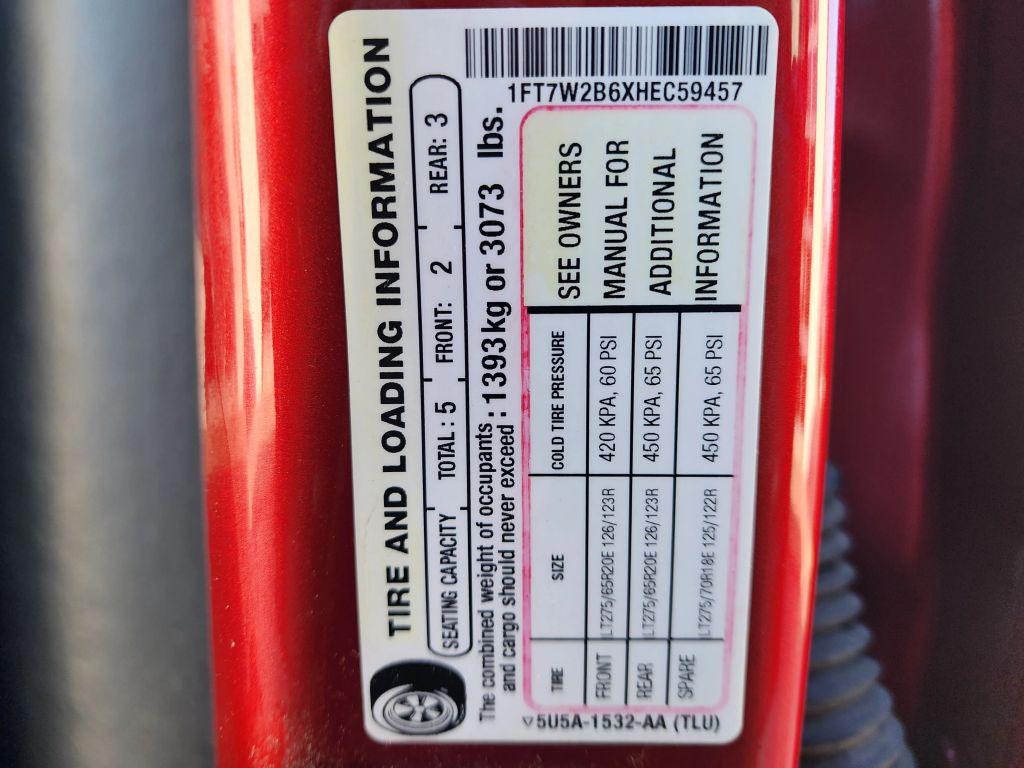 TIRE AND LOADING INFORMATION
SEATING CAPACITY TOTAL : 5 FRONT: 2 REAR: 3
The combined weight of occupants : 1393 kg or 3073 lbs.
and cargo should never exceed
1FT7W2B6XHEC59457
TIRE SIZE COLD TIRE PRESSURE
FRONT LT275/65R20E 126/123R 420 KPA, 60 PSI
REAR LT275/65R20E 126/123R 450 KPA, 65 PSI
SPARE LT275/70R18E 125/122R 450 KPA, 65 PSI
SEE OWNERS
MANUAL FOR
ADDITIONAL
INFORMATION
5U5A-1532-AA (TLU)